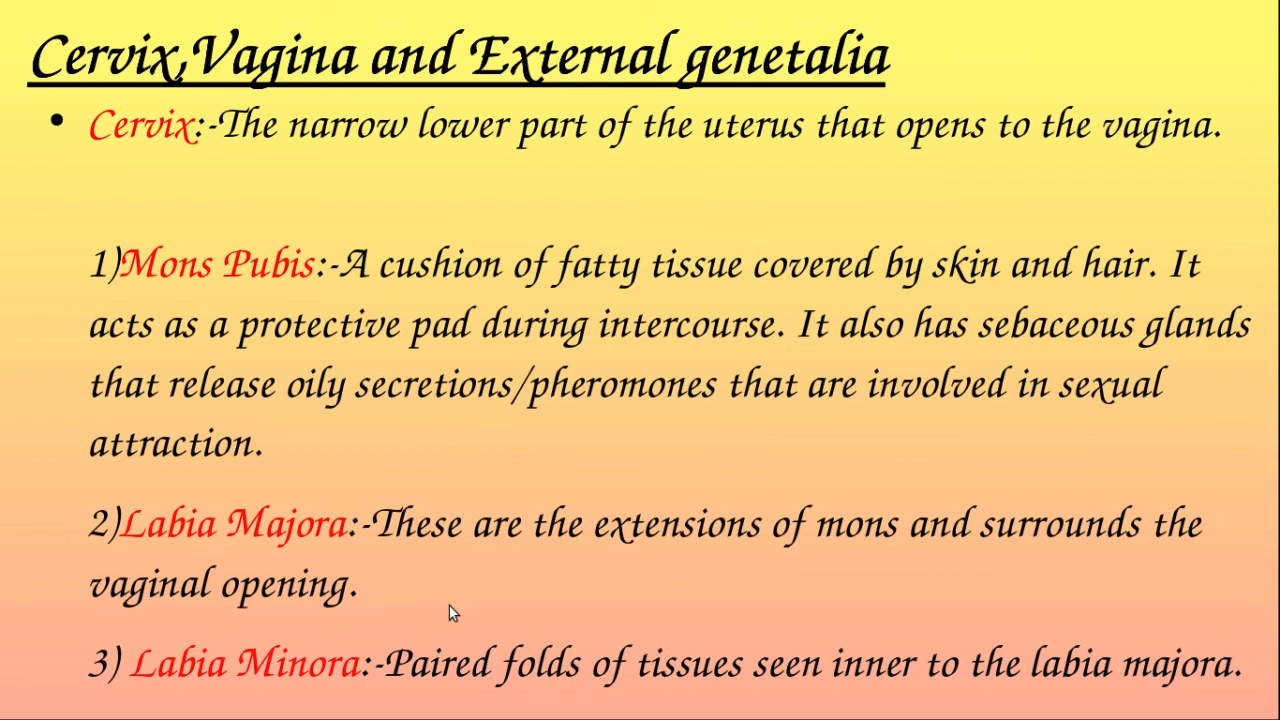 Cervix,Vagina and External genetalia
• Cervix:-The narrow lower part of the uterus that opens to the vagina.
1)Mons Pubis:-A cushion of fatty tissue covered by skin and hair. It
acts as a protective pad during intercourse. It also has sebaceous glands
that release oily secretions/pheromones that are involved in sexual
attraction.
2)Labia Majora:-These are the extensions of mons and surrounds the
vaginal opening.
3) Labia Minora:-Paired folds of tissues seen inner to the labia majora.